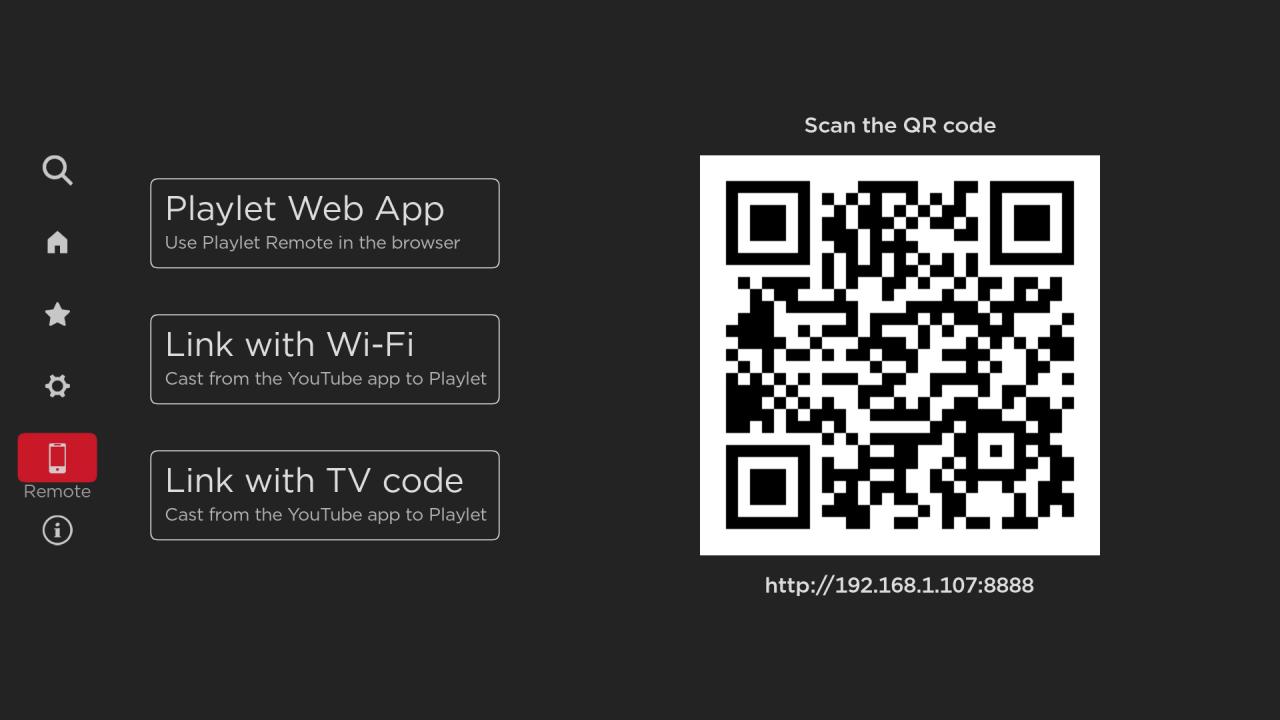 Scan the QR code
Playlet Web App
Use Playlet Remote in the browser
Link with Wi-Fi
Cast from the YouTube app to Playlet
Link with TV code
Cast from the YouTube app to Playlet
Remote
http://192.168.1.107:8888